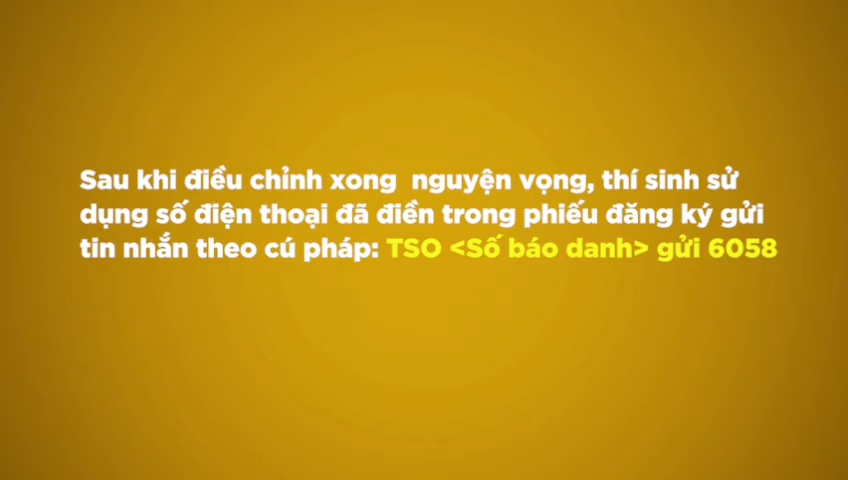 Sau khi điều chỉnh xong nguyện vọng, thí sinh sử
dụng số điện thoại đã điền trong phiếu đăng ký gửi
tin nhắn theo cú pháp: TSO <Số báo danh> gửi 6058